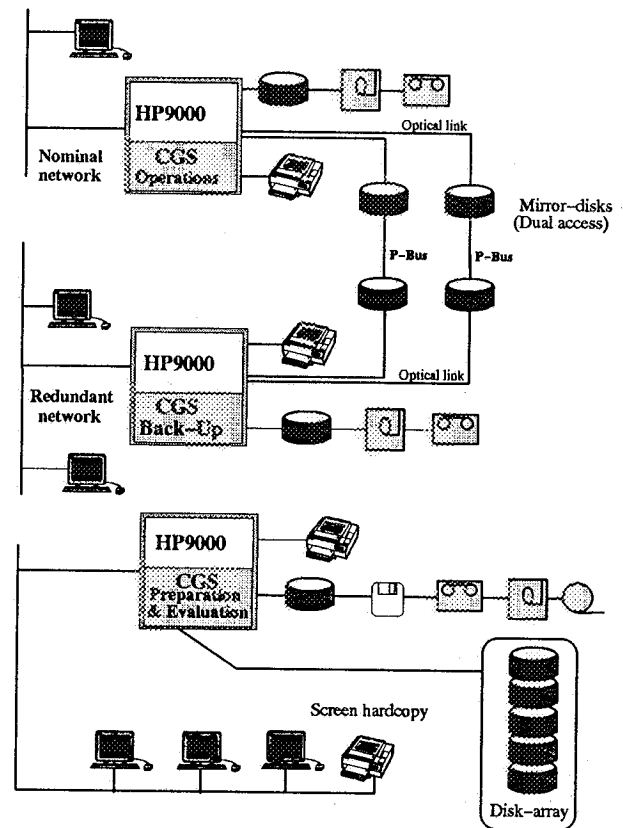 HP9000
Optical link
CGS
Operations
Nominal
network
Mirror-disks
(Dual access)
P-Bus
P-Bus
HP9000
Optical link
Redundant
network
CGS
Back-Up
HP9000
CGS
Preparation
& Evaluation
Screen hardcopy
Disk-array